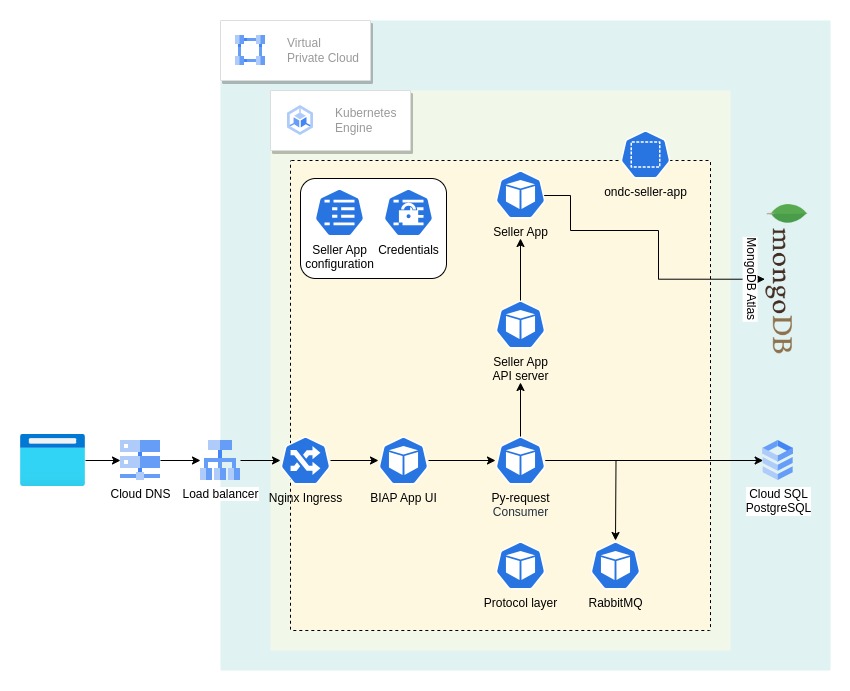 Virtual
Private Cloud
Kubernetes
Engine
ondc-seller-app
Seller App
configuration
Credentials
Seller App
MongoDB Atlas
mongoDB
Seller App
API server
Cloud DNS
Load balancer
Nginx Ingress
BIAP App UI
Py-request
Consumer
Cloud SQL
PostgreSQL
Protocol layer
RabbitMQ